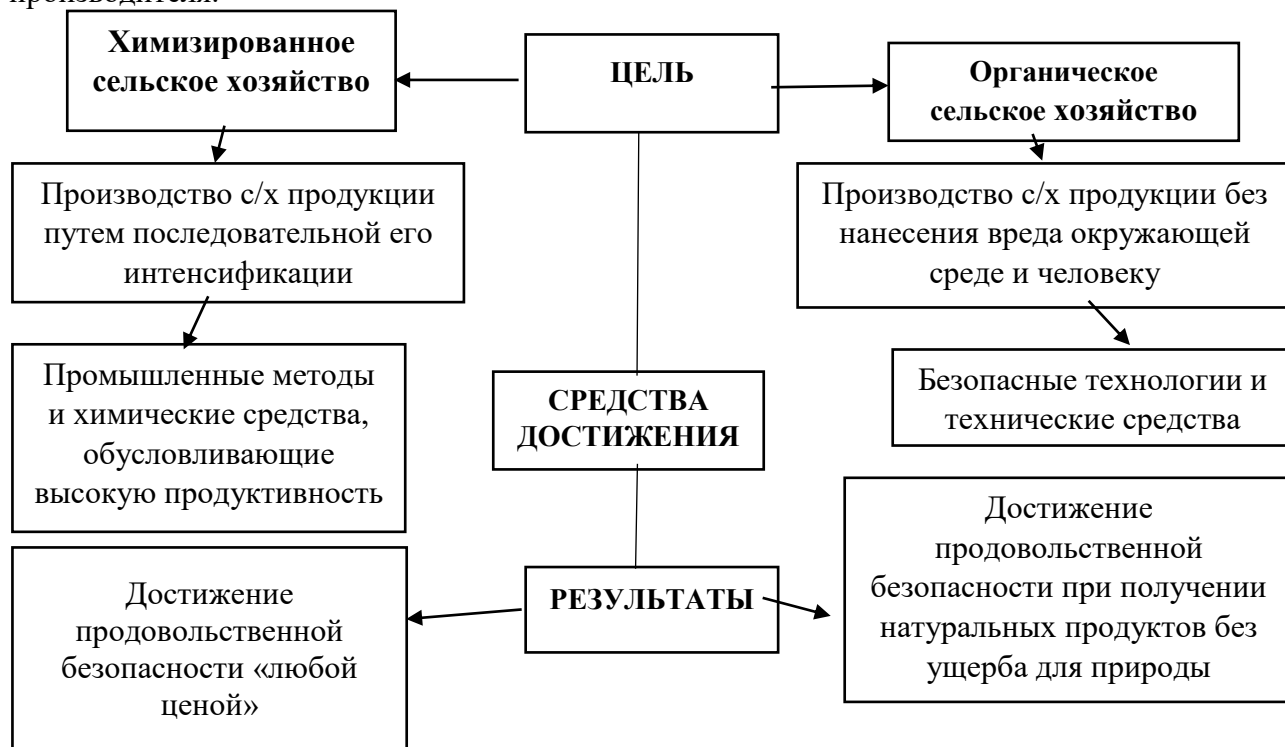 производителя.
Химизированное
сельское хозяйство
ЦЕЛЬ
Органическое
сельское хозяйство
Производство с/х продукции
путем последовательной его
интенсификации
Производство с/х продукции без
нанесения вреда окружающей
среде и человеку
Промышленные методы
и химические средства,
обусловливающие
высокую продуктивность
СРЕДСТВА
ДОСТИЖЕНИЯ
Безопасные технологии и
технические средства
Достижение
продовольственной
безопасности «любой
ценой»
РЕЗУЛЬТАТЫ
Достижение
продовольственной
безопасности при получении
натуральных продуктов без
ущерба для природы